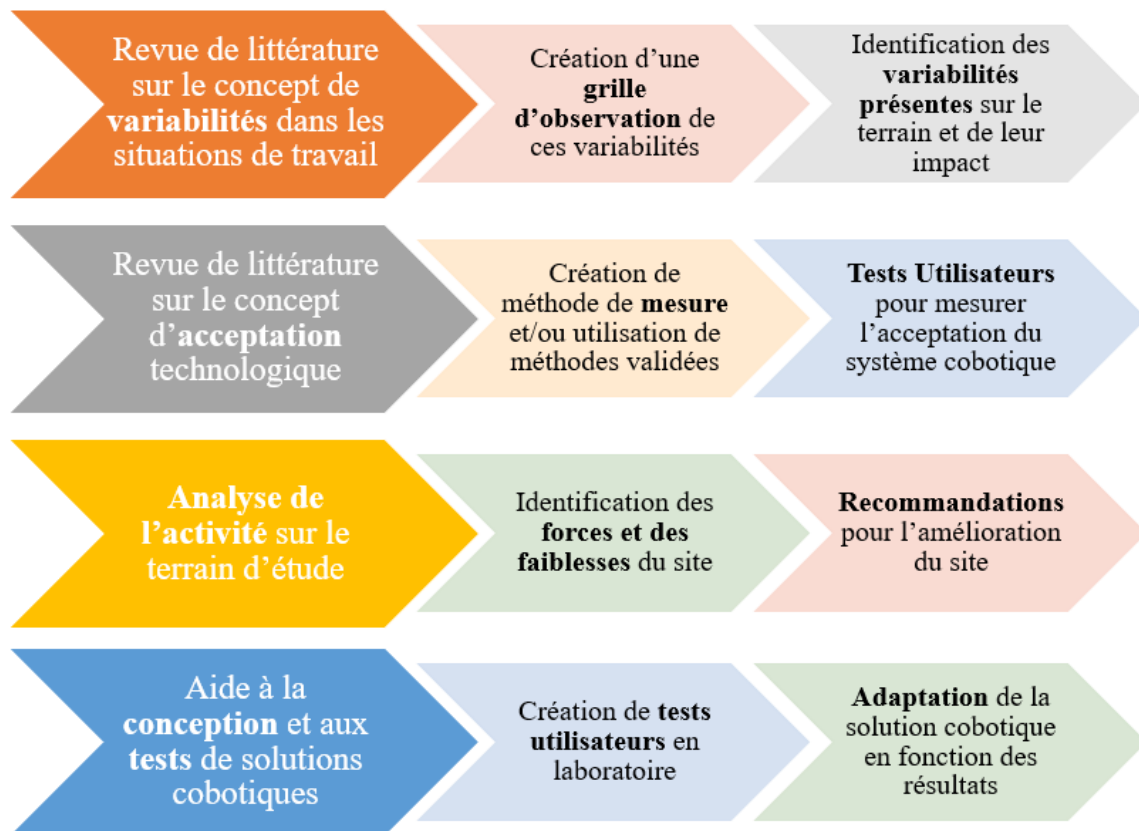 Revue de littérature
sur le concept de
variabilités dans les
situations de travail
Création d’une
grille
d’observation de
ces variabilités
Identification des
variabilités
présentes sur le
terrain et de leur
impact
Revue de littérature
sur le concept
d’acceptation
technologique
Création de
méthode de mesure
et/ou utilisation de
méthodes validées
Tests Utilisateurs
pour mesurer
l’acceptation du
système cobotique
Analyse de
l’activité sur le
terrain d’étude
Identification des
forces et des
faiblesses du site
Recommandations
pour l’amélioration
du site
Aide à la
conception et aux
tests de solutions
cobotiques
Création de tests
utilisateurs en
laboratoire
Adaptation de la
solution cobotique
en fonction des
résultats